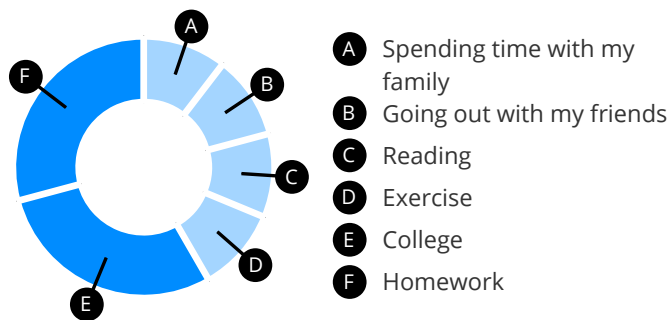 A
B
C
D
E
F
A Spending time with my
family
B Going out with my friends
C Reading
D Exercise
E College
F Homework